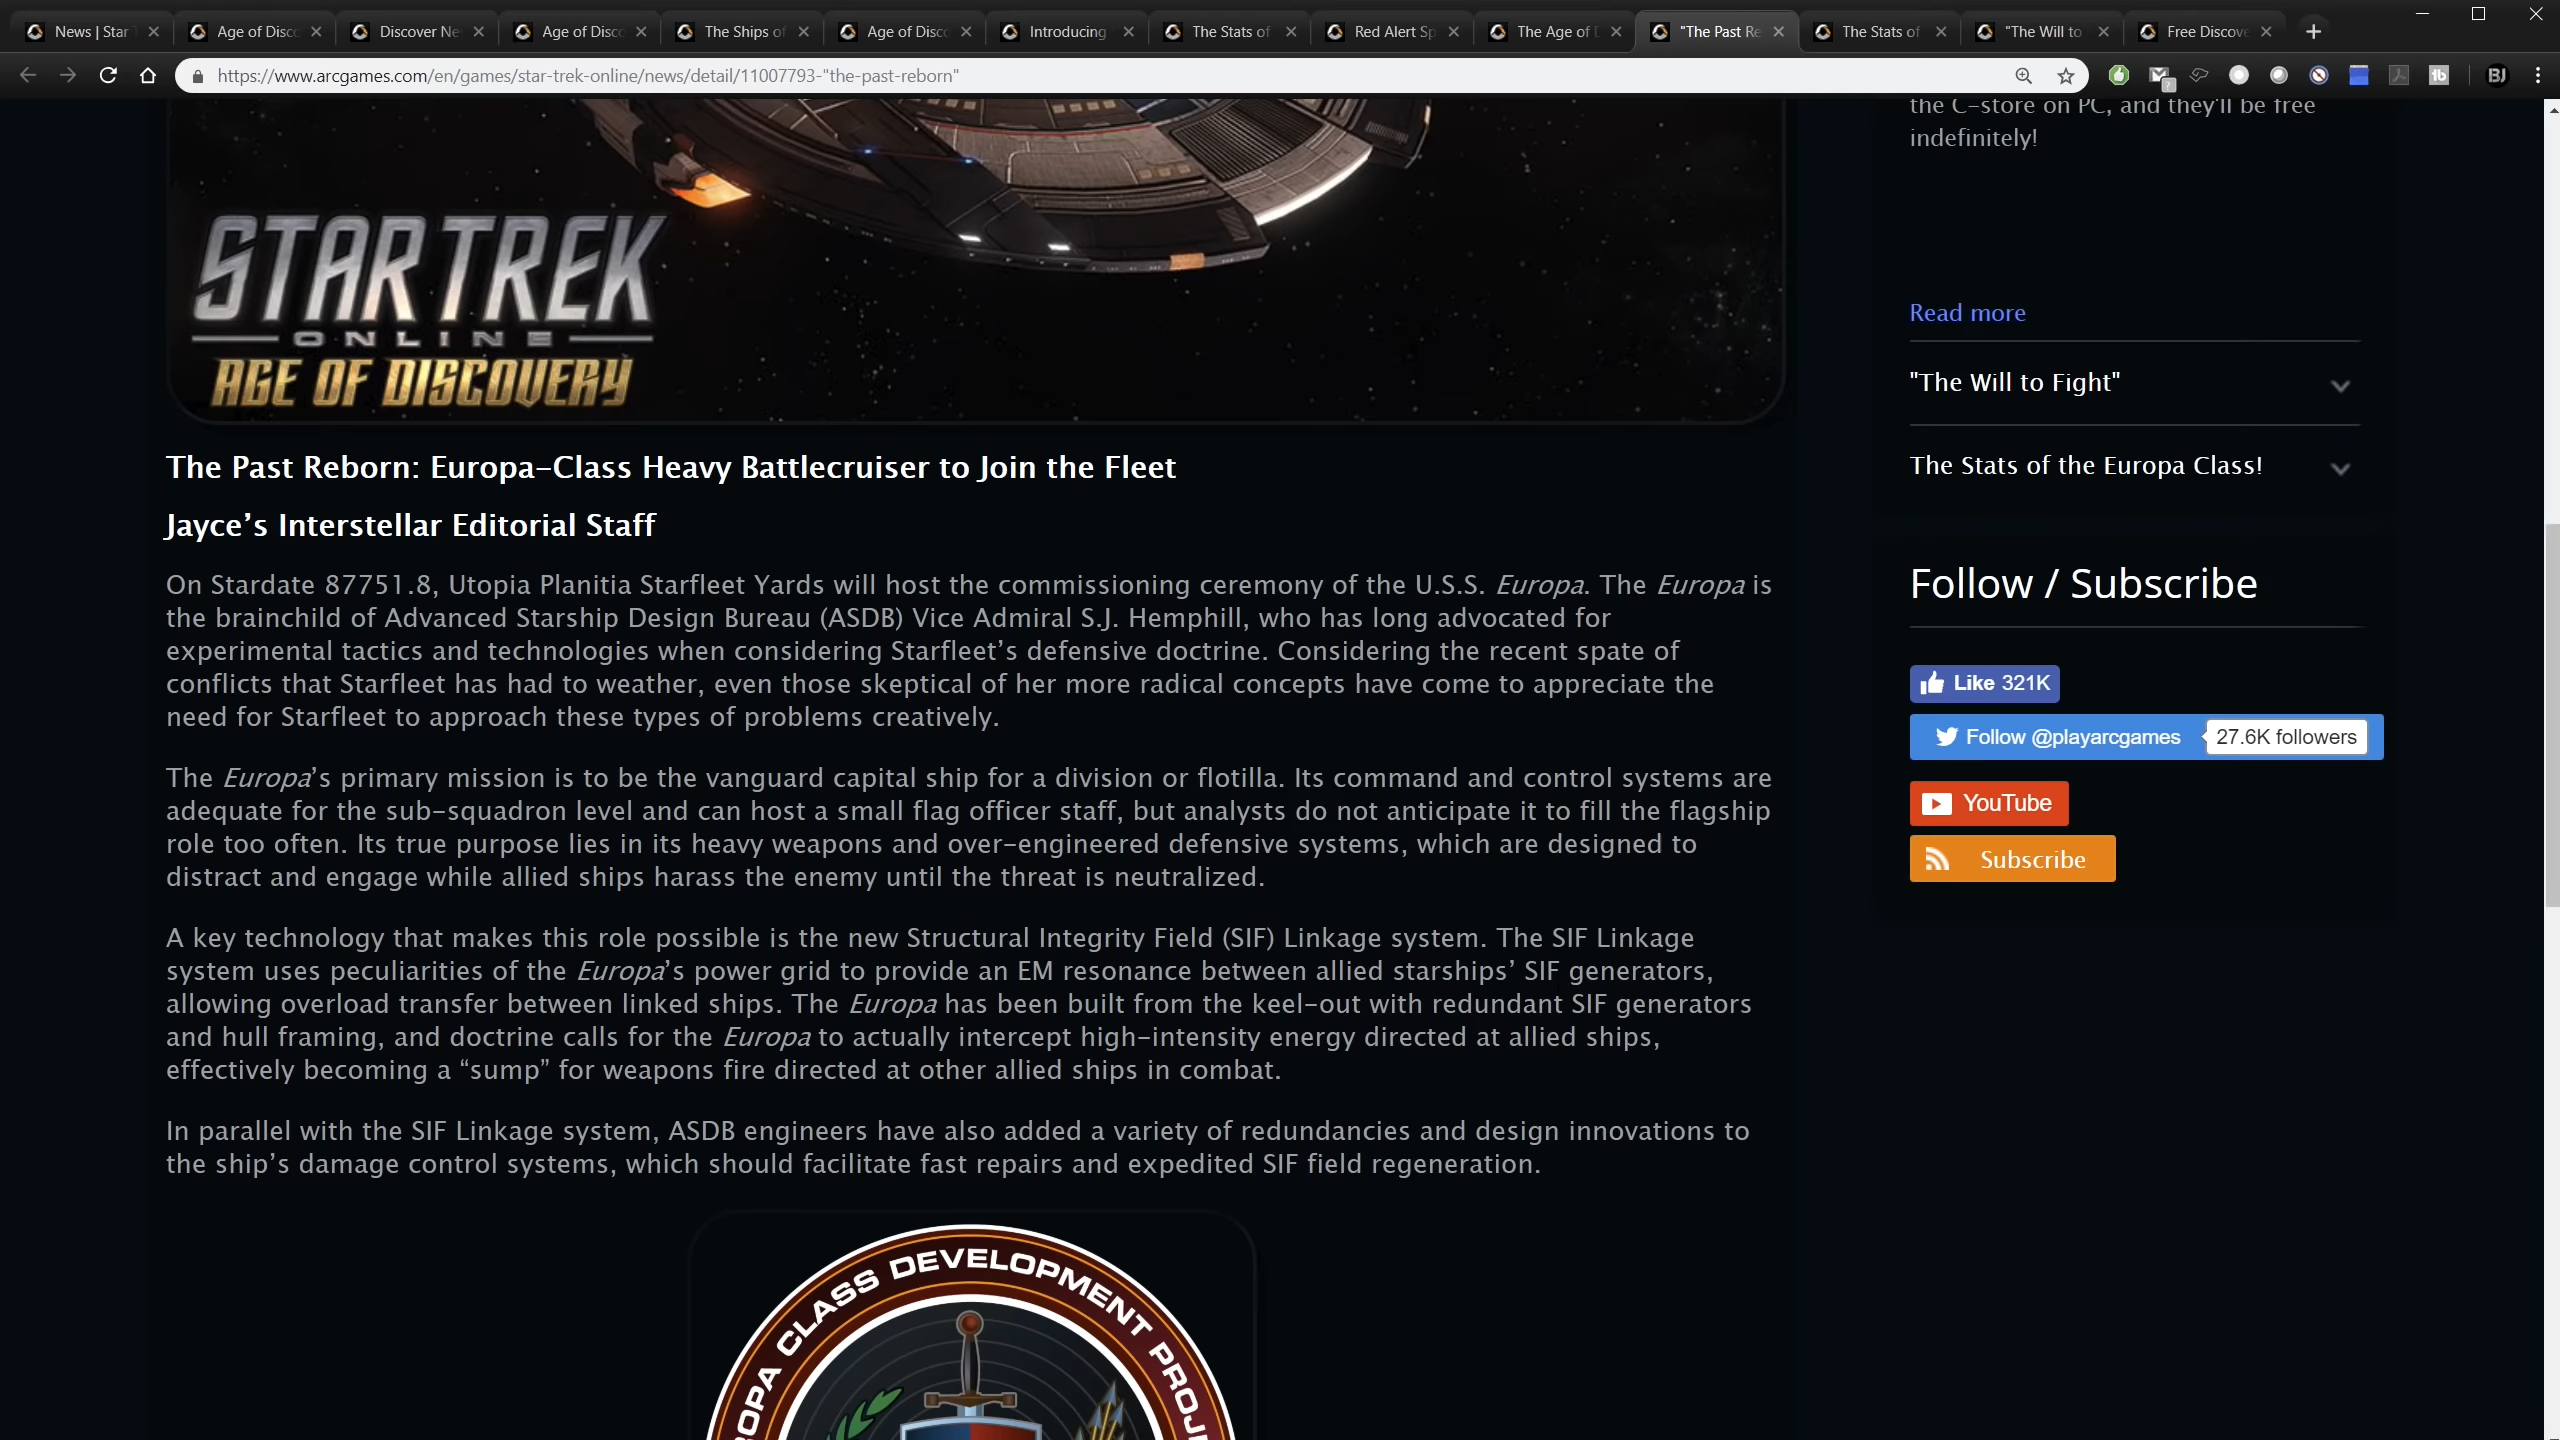 News | Star T
Age of Disco
Discover Ne
Age of Disco
The Ships of
Age of Disco
Introducing
The Stats of
Red Alert Sp
The Age of D
"The Past Re
The Stats of
"The Will to
Free Discove
https://www.arcgames.com/en/games/star-trek-online/news/detail/11007793-"the-past-reborn"
BJ
STAR TREK
ONLINE
AGE OF DISCOVERY
The Past Reborn: Europa-Class Heavy Battlecruiser to Join the Fleet
Jayce’s Interstellar Editorial Staff
On Stardate 87751.8, Utopia Planitia Starfleet Yards will host the commissioning ceremony of the U.S.S. Europa. The Europa is
the brainchild of Advanced Starship Design Bureau (ASDB) Vice Admiral S.J. Hemphill, who has long advocated for
experimental tactics and technologies when considering Starfleet’s defensive doctrine. Considering the recent spate of
conflicts that Starfleet has had to weather, even those skeptical of her more radical concepts have come to appreciate the
need for Starfleet to approach these types of problems creatively.
The Europa’s primary mission is to be the vanguard capital ship for a division or flotilla. Its command and control systems are
adequate for the sub-squadron level and can host a small flag officer staff, but analysts do not anticipate it to fill the flagship
role too often. Its true purpose lies in its heavy weapons and over-engineered defensive systems, which are designed to
distract and engage while allied ships harass the enemy until the threat is neutralized.
A key technology that makes this role possible is the new Structural Integrity Field (SIF) Linkage system. The SIF Linkage
system uses peculiarities of the Europa’s power grid to provide an EM resonance between allied starships’ SIF generators,
allowing overload transfer between linked ships. The Europa has been built from the keel-out with redundant SIF generators
and hull framing, and doctrine calls for the Europa to actually intercept high-intensity energy directed at allied ships,
effectively becoming a “sump” for weapons fire directed at other allied ships in combat.
In parallel with the SIF Linkage system, ASDB engineers have also added a variety of redundancies and design innovations to
the ship’s damage control systems, which should facilitate fast repairs and expedited SIF field regeneration.
OPA CLASS DEVELOPMENT PROJE
the C-store on PC, and they'll be free
indefinitely!
Read more
"The Will to Fight"
The Stats of the Europa Class!
Follow / Subscribe
Like 321K
Follow @playarcgames 27.6K followers
YouTube
Subscribe